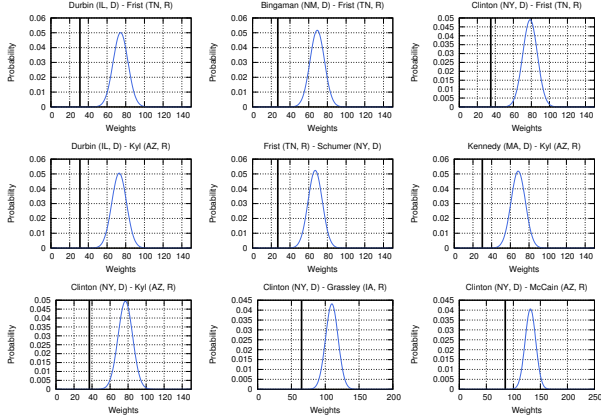 Durbin (IL, D) - Frist (TN, R)
0.06
0.05
0.04
0.03
0.02
0.01
0
Probability
0 20 40 60 80 100 120 140
Weights
Bingaman (NM, D) - Frist (TN, R)
0.06
0.05
0.04
0.03
0.02
0.01
0
Probability
0 20 40 60 80 100 120 140
Weights
Clinton (NY, D) - Frist (TN, R)
0.05
0.045
0.04
0.035
0.03
0.025
0.02
0.015
0.01
0.005
0
Probability
0 20 40 60 80 100 120 140
Weights
Durbin (IL, D) - Kyl (AZ, R)
0.06
0.05
0.04
0.03
0.02
0.01
0
Probability
0 20 40 60 80 100 120 140
Weights
Frist (TN, R) - Schumer (NY, D)
0.06
0.05
0.04
0.03
0.02
0.01
0
Probability
0 20 40 60 80 100 120 140
Weights
Kennedy (MA, D) - Kyl (AZ, R)
0.06
0.05
0.04
0.03
0.02
0.01
0
Probability
0 20 40 60 80 100 120 140
Weights
Clinton (NY, D) - Kyl (AZ, R)
0.05
0.045
0.04
0.035
0.03
0.025
0.02
0.015
0.01
0.005
0
Probability
0 20 40 60 80 100 120 140
Weights
Clinton (NY, D) - Grassley (IA, R)
0.045
0.04
0.035
0.03
0.025
0.02
0.015
0.01
0.005
0
Probability
0 50 100 150 200
Weights
Clinton (NY, D) - McCain (AZ, R)
0.045
0.04
0.035
0.03
0.025
0.02
0.015
0.01
0.005
0
Probability
0 50 100 150 200 250
Weights